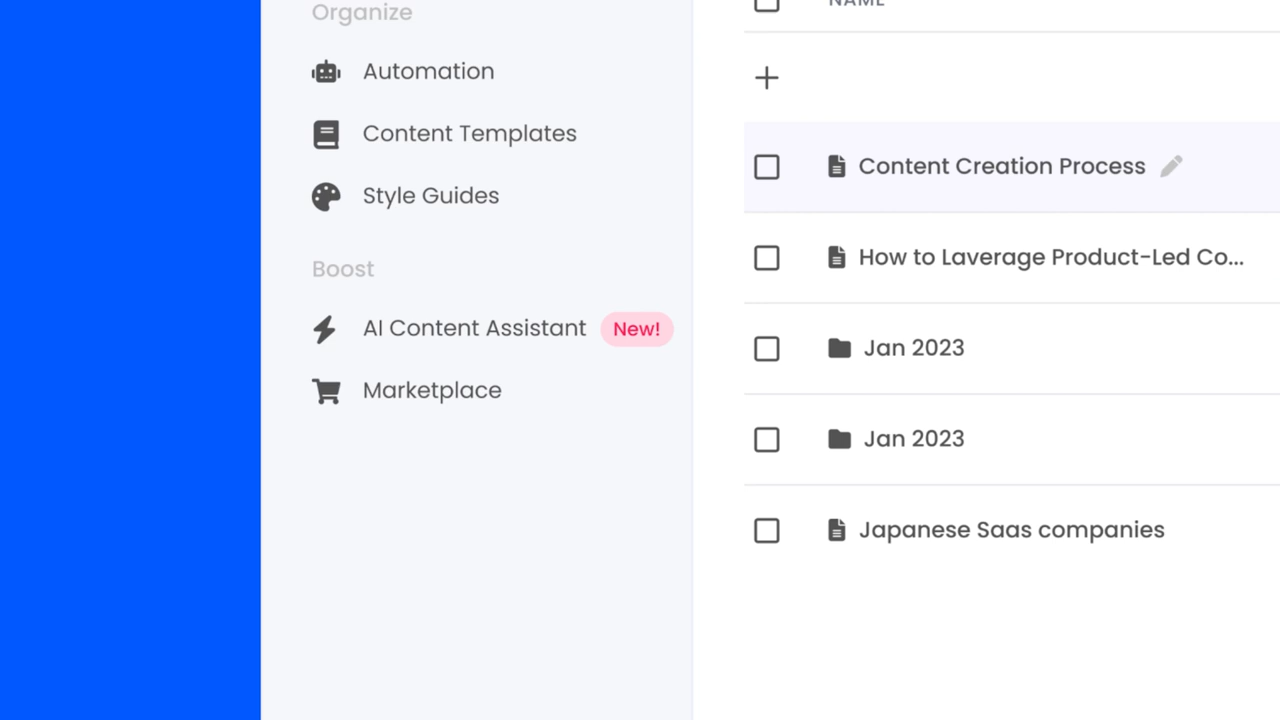 Organize
Automation
Content Templates
Style Guides
Boost
AI Content Assistant New!
Marketplace
NAME
Content Creation Process
How to Laverage Product-Led Co...
Jan 2023
Jan 2023
Japanese Saas companies